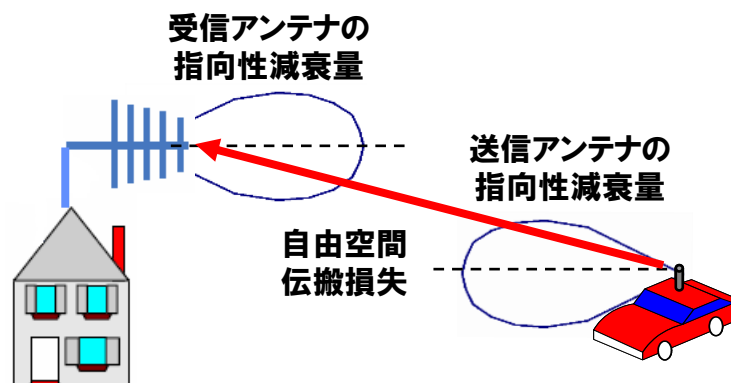 受信アンテナの
指向性減衰量
送信アンテナの
指向性減衰量
自由空間
伝搬損失